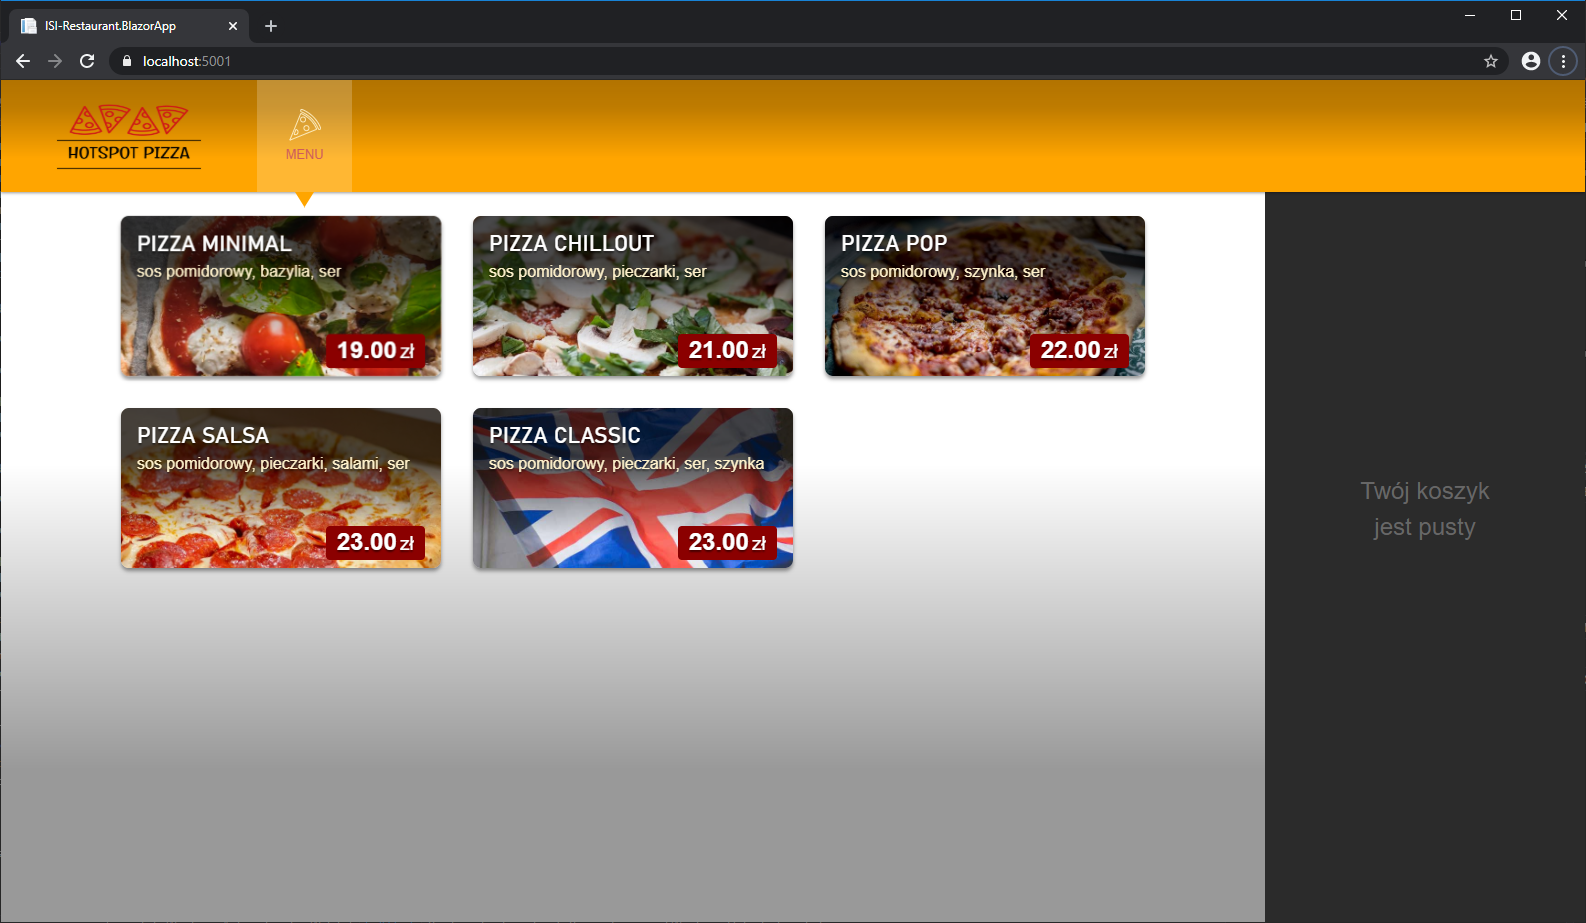 ISI-Restaurant.BlazorApp
localhost:5001
HOTSPOT PIZZA
MENU
PIZZA MINIMAL
sos pomidorowy, bazylia, ser
19.00 zł
PIZZA CHILLOUT
sos pomidorowy, pieczarki, ser
21.00 zł
PIZZA POP
sos pomidorowy, szynka, ser
22.00 zł
PIZZA SALSA
sos pomidorowy, pieczarki, salami, ser
23.00 zł
PIZZA CLASSIC
sos pomidorowy, pieczarki, ser, szynka
23.00 zł
Twój koszyk
jest pusty